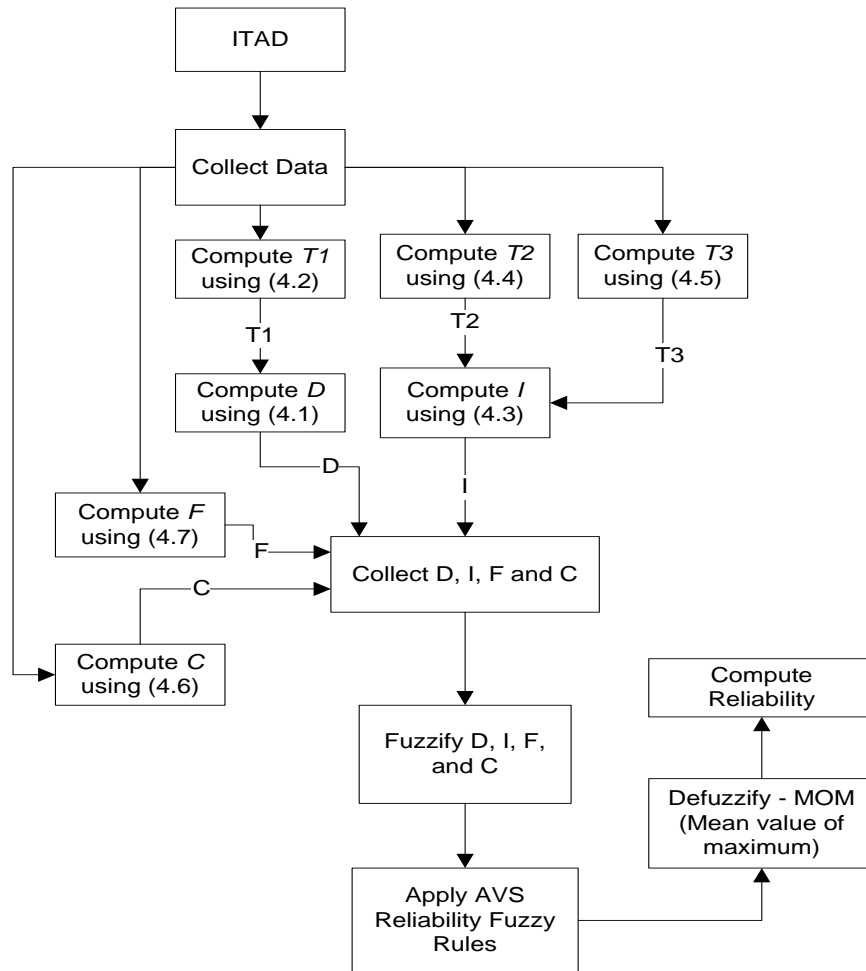 ITAD
Collect Data
Compute T1
using (4.2)
Compute T2
using (4.4)
Compute T3
using (4.5)
T1
T2
T3
Compute D
using (4.1)
Compute I
using (4.3)
D
I
Compute F
using (4.7)
F
Collect D, I, F and C
C
Compute C
using (4.6)
Compute
Reliability
Fuzzify D, I, F,
and C
Defuzzify - MOM
(Mean value of
maximum)
Apply AVS
Reliability Fuzzy
Rules